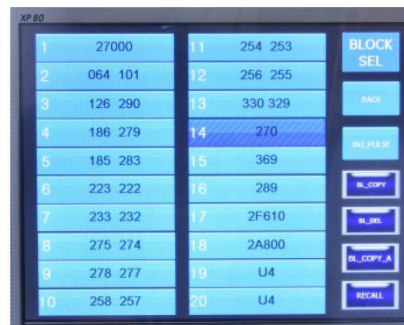 XP 80
1 27000
2 064 101
3 126 290
4 186 279
5 185 283
6 223 222
7 233 232
8 275 274
9 278 277
10 258 257
11 254 253
12 256 255
13 330 329
14 270
15 369
16 289
17 2F610
18 2A800
19 U4
20 U4
BLOCK
SEL
BACK
INJ_PULSE
BL_COPY
BL_DEL
BL_COPY_A
RECALL